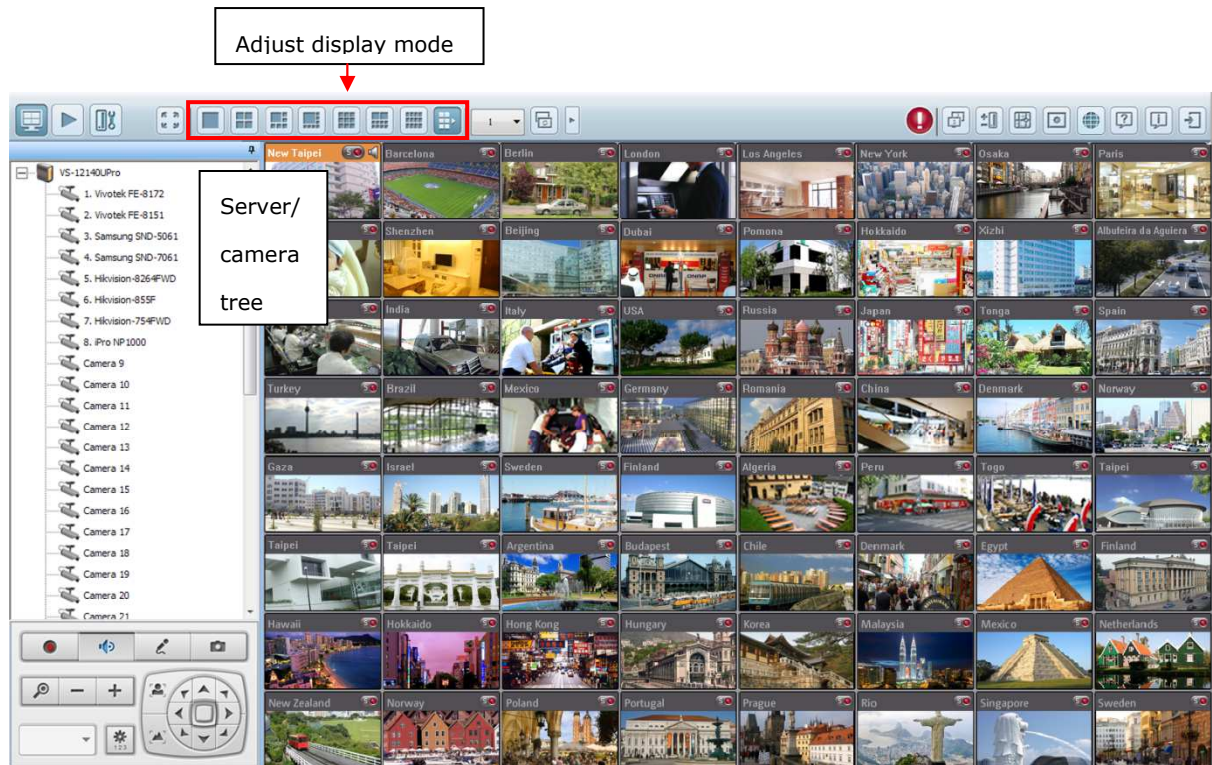 Adjust display mode
1
VS-12140UPro
1. Vivotek FE-8172
2. Vivotek FE-8151
3. Samsung SND-5061
4. Samsung SND-7061
5. Hikvision-8264FWD
6. Hikvision-855F
7. Hikvision-754FWD
8. iPro NP1000
Camera 9
Camera 10
Camera 11
Camera 12
Camera 13
Camera 14
Camera 15
Camera 16
Camera 17
Camera 18
Camera 19
Camera 20
Camera 21
Server/
camera
tree
New Taipei Barcelona Berlin London Los Angeles New York Osaka Paris
Shenzhen Beijing Dubai Pomona Hokkaido Xizhi Albufeira da Aguiera
India Italy USA Russia Japan Tonga Spain
Turkey Brazil Mexico Germany Romania China Denmark Norway
Gaza Israel Sweden Finland Algeria Peru Togo Taipei
Taipei Taipei Argentina Budapest Chile Denmark Egypt Finland
Hawaii Hokkaido Hong Kong Hungary Korea Malaysia Mexico Netherlands
New Zealand Norway Poland Portugal Prague Rio Singapore Sweden
123